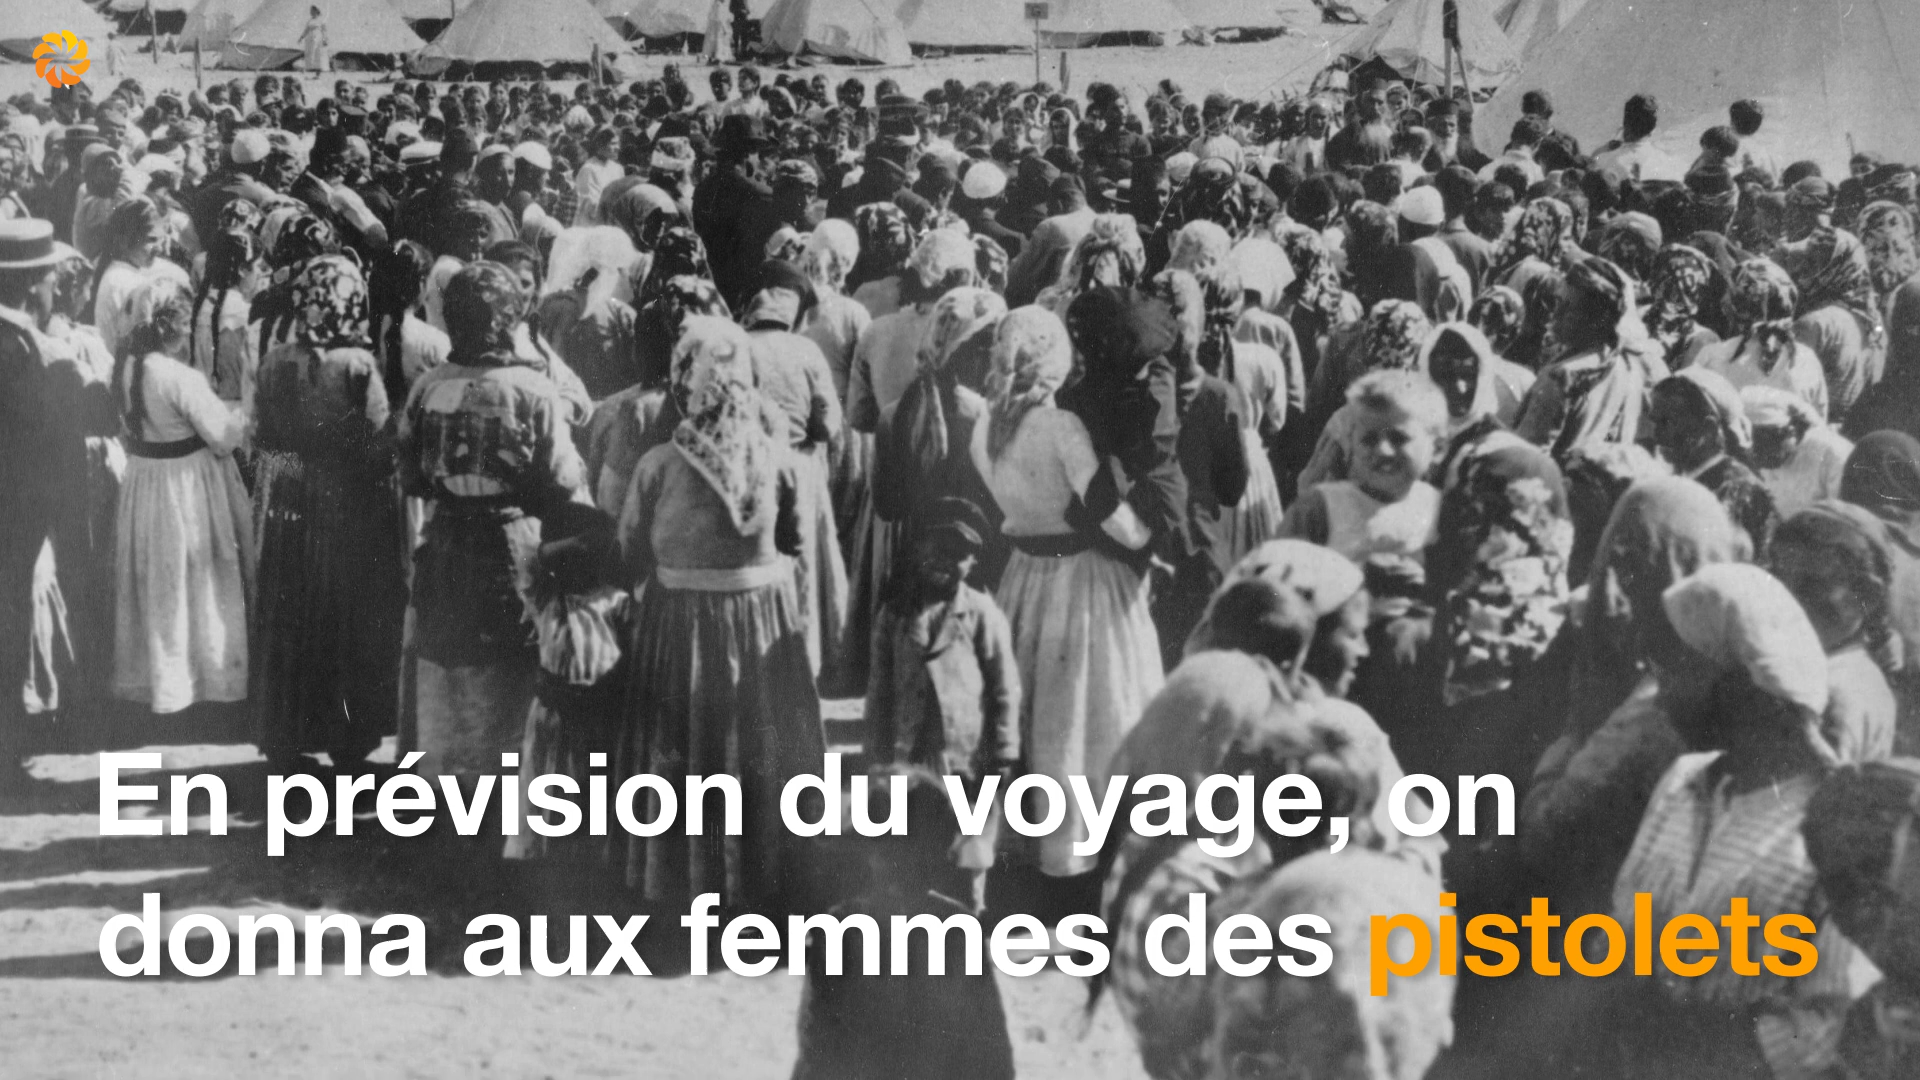 En prévision du voyage, on
donna aux femmes des pistolets